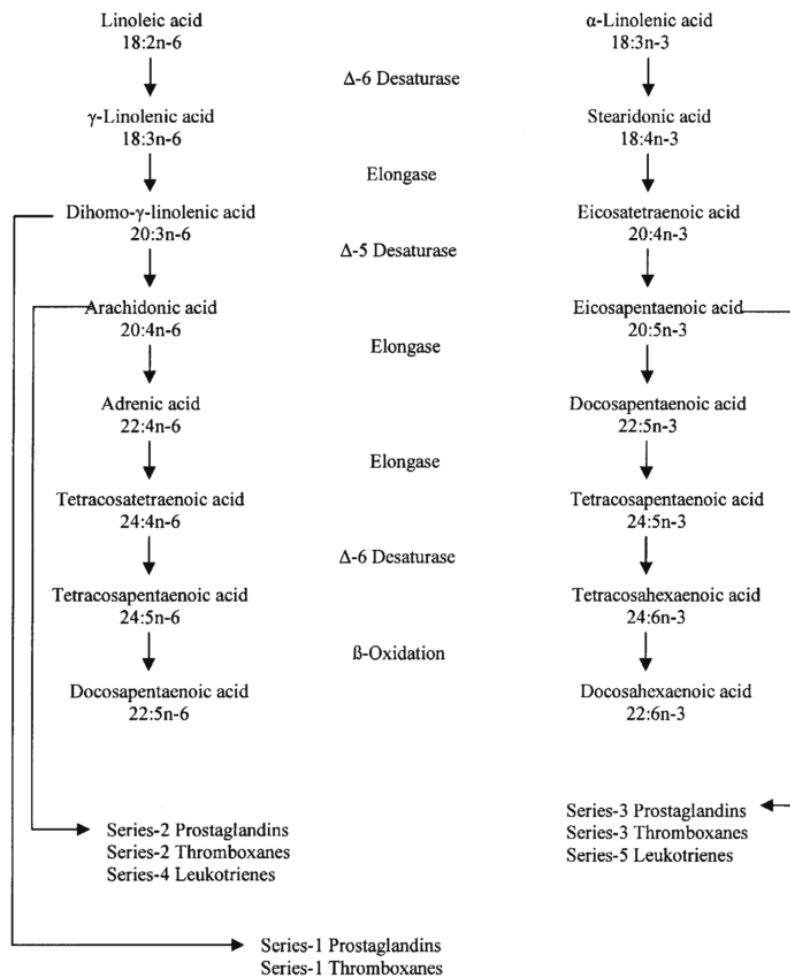 Linoleic acid
18:2n-6
α-Linolenic acid
18:3n-3
Δ-6 Desaturase
γ-Linolenic acid
18:3n-6
Stearidonic acid
18:4n-3
Elongase
Dihomo-γ-linolenic acid
20:3n-6
Eicosatetraenoic acid
20:4n-3
Δ-5 Desaturase
Arachidonic acid
20:4n-6
Eicosapentaenoic acid
20:5n-3
Elongase
Adrenic acid
22:4n-6
Docosapentaenoic acid
22:5n-3
Elongase
Tetracosatetraenoic acid
24:4n-6
Tetracosapentaenoic acid
24:5n-3
Δ-6 Desaturase
Tetracosapentaenoic acid
24:5n-6
Tetracosahexaenoic acid
24:6n-3
ß-Oxidation
Docosapentaenoic acid
22:5n-6
Docosahexaenoic acid
22:6n-3
Series-2 Prostaglandins
Series-2 Thromboxanes
Series-4 Leukotrienes
Series-3 Prostaglandins
Series-3 Thromboxanes
Series-5 Leukotrienes
Series-1 Prostaglandins
Series-1 Thromboxanes